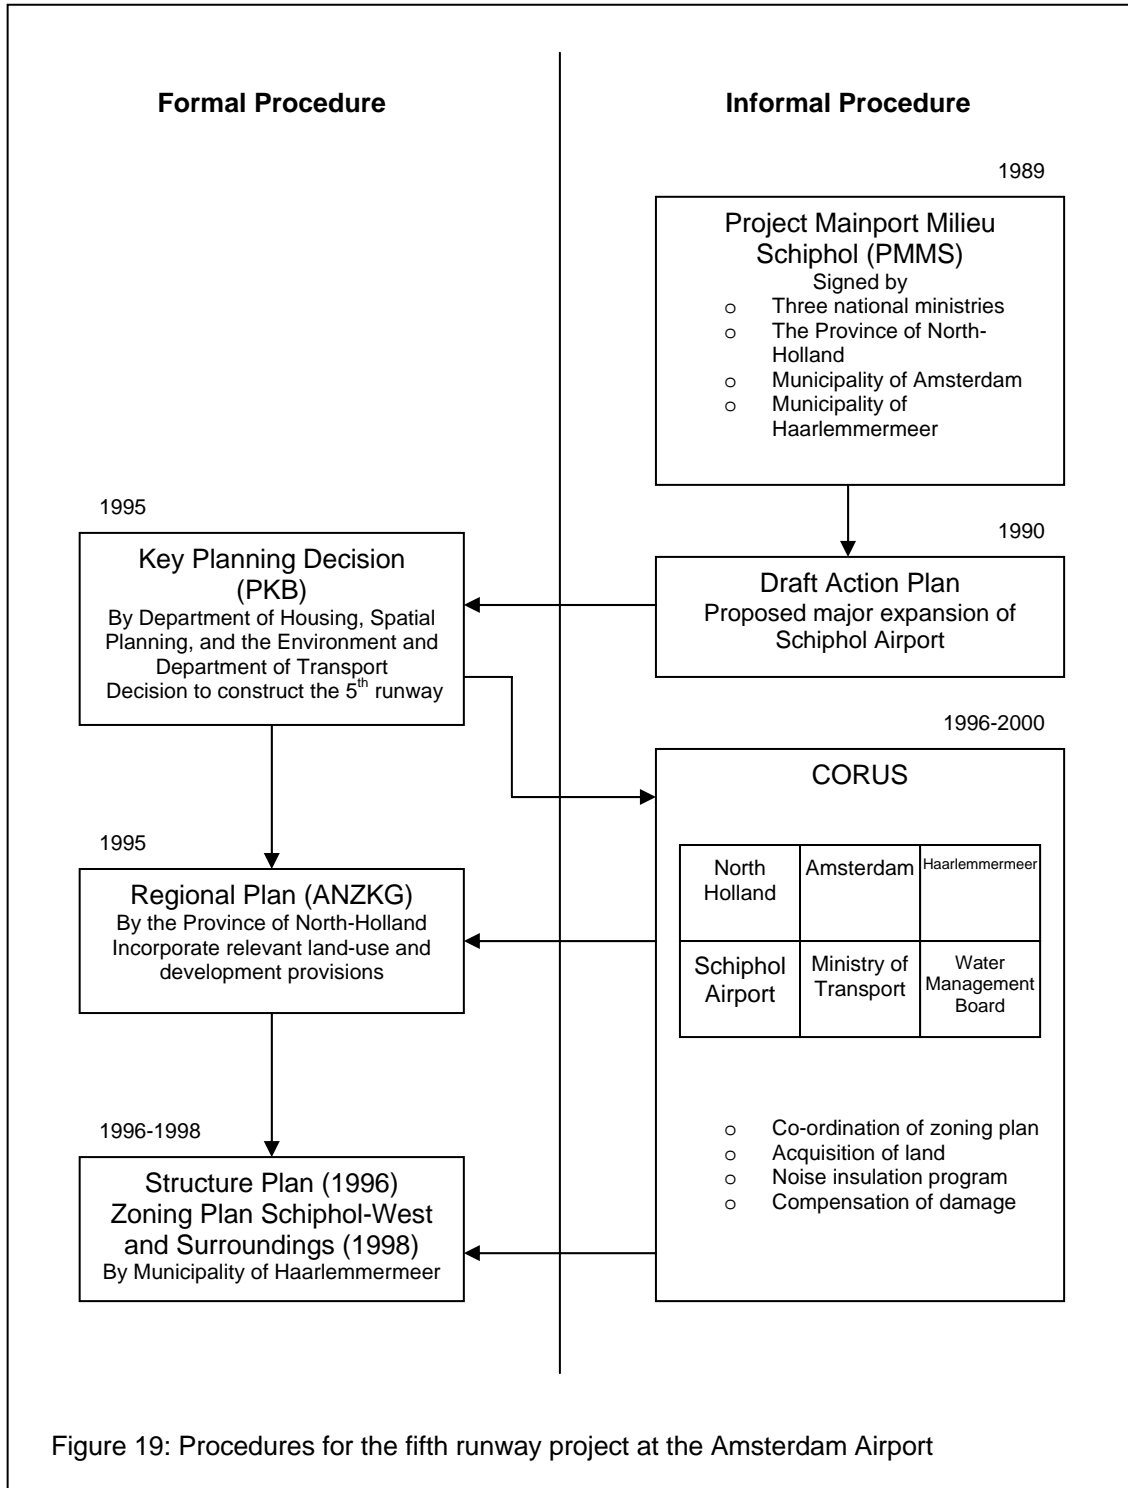 Formal Procedure
Informal Procedure
1989
Project Mainport Milieu
Schiphol (PMMS)
Signed by
o Three national ministries
o The Province of North-
Holland
o Municipality of Amsterdam
o Municipality of
Haarlemmermeer
1995
Key Planning Decision
(PKB)
By Department of Housing, Spatial
Planning, and the Environment and
Department of Transport
Decision to construct the 5th runway
1990
Draft Action Plan
Proposed major expansion of
Schiphol Airport
1996-2000
CORUS
North
Holland
Amsterdam
Haarlemmermeer
Schiphol
Airport
Ministry of
Transport
Water
Management
Board
o Co-ordination of zoning plan
o Acquisition of land
o Noise insulation program
o Compensation of damage
1995
Regional Plan (ANZKG)
By the Province of North-Holland
Incorporate relevant land-use and
development provisions
1996-1998
Structure Plan (1996)
Zoning Plan Schiphol-West
and Surroundings (1998)
By Municipality of Haarlemmermeer
Figure 19: Procedures for the fifth runway project at the Amsterdam Airport